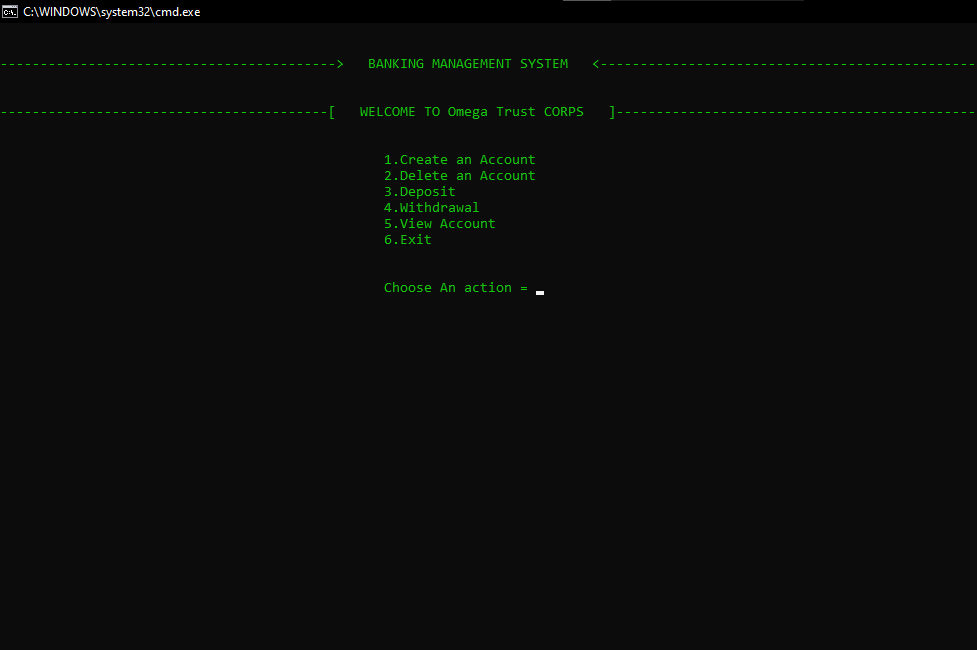 C:\WINDOWS\system32\cmd.exe
------------------------------------------> BANKING MANAGEMENT SYSTEM <-----------------------------------------------
-----------------------------------------[ WELCOME TO Omega Trust CORPS ]---------------------------------------------
1.Create an Account
2.Delete an Account
3.Deposit
4.Withdrawal
5.View Account
6.Exit
Choose An action =